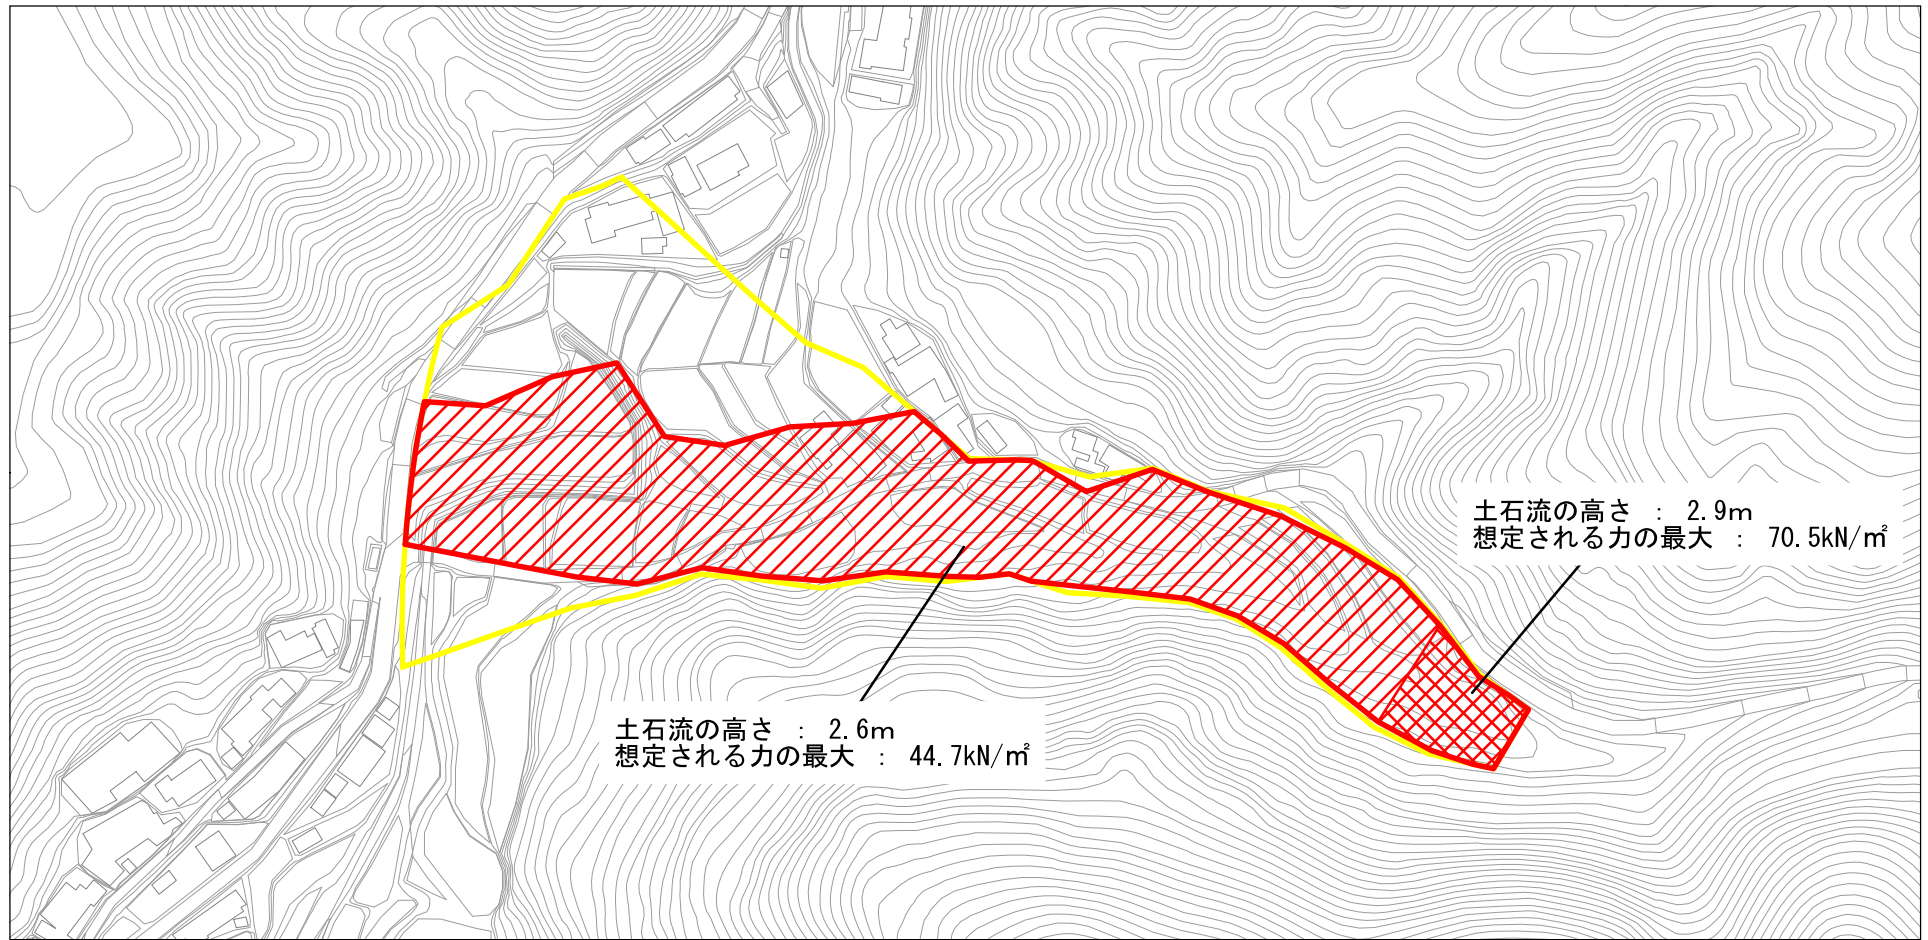 土石流の高さ : 2.9m
想定される力の最大 : 70.5kN/㎡
土石流の高さ : 2.6m
想定される力の最大 : 44.7kN/㎡